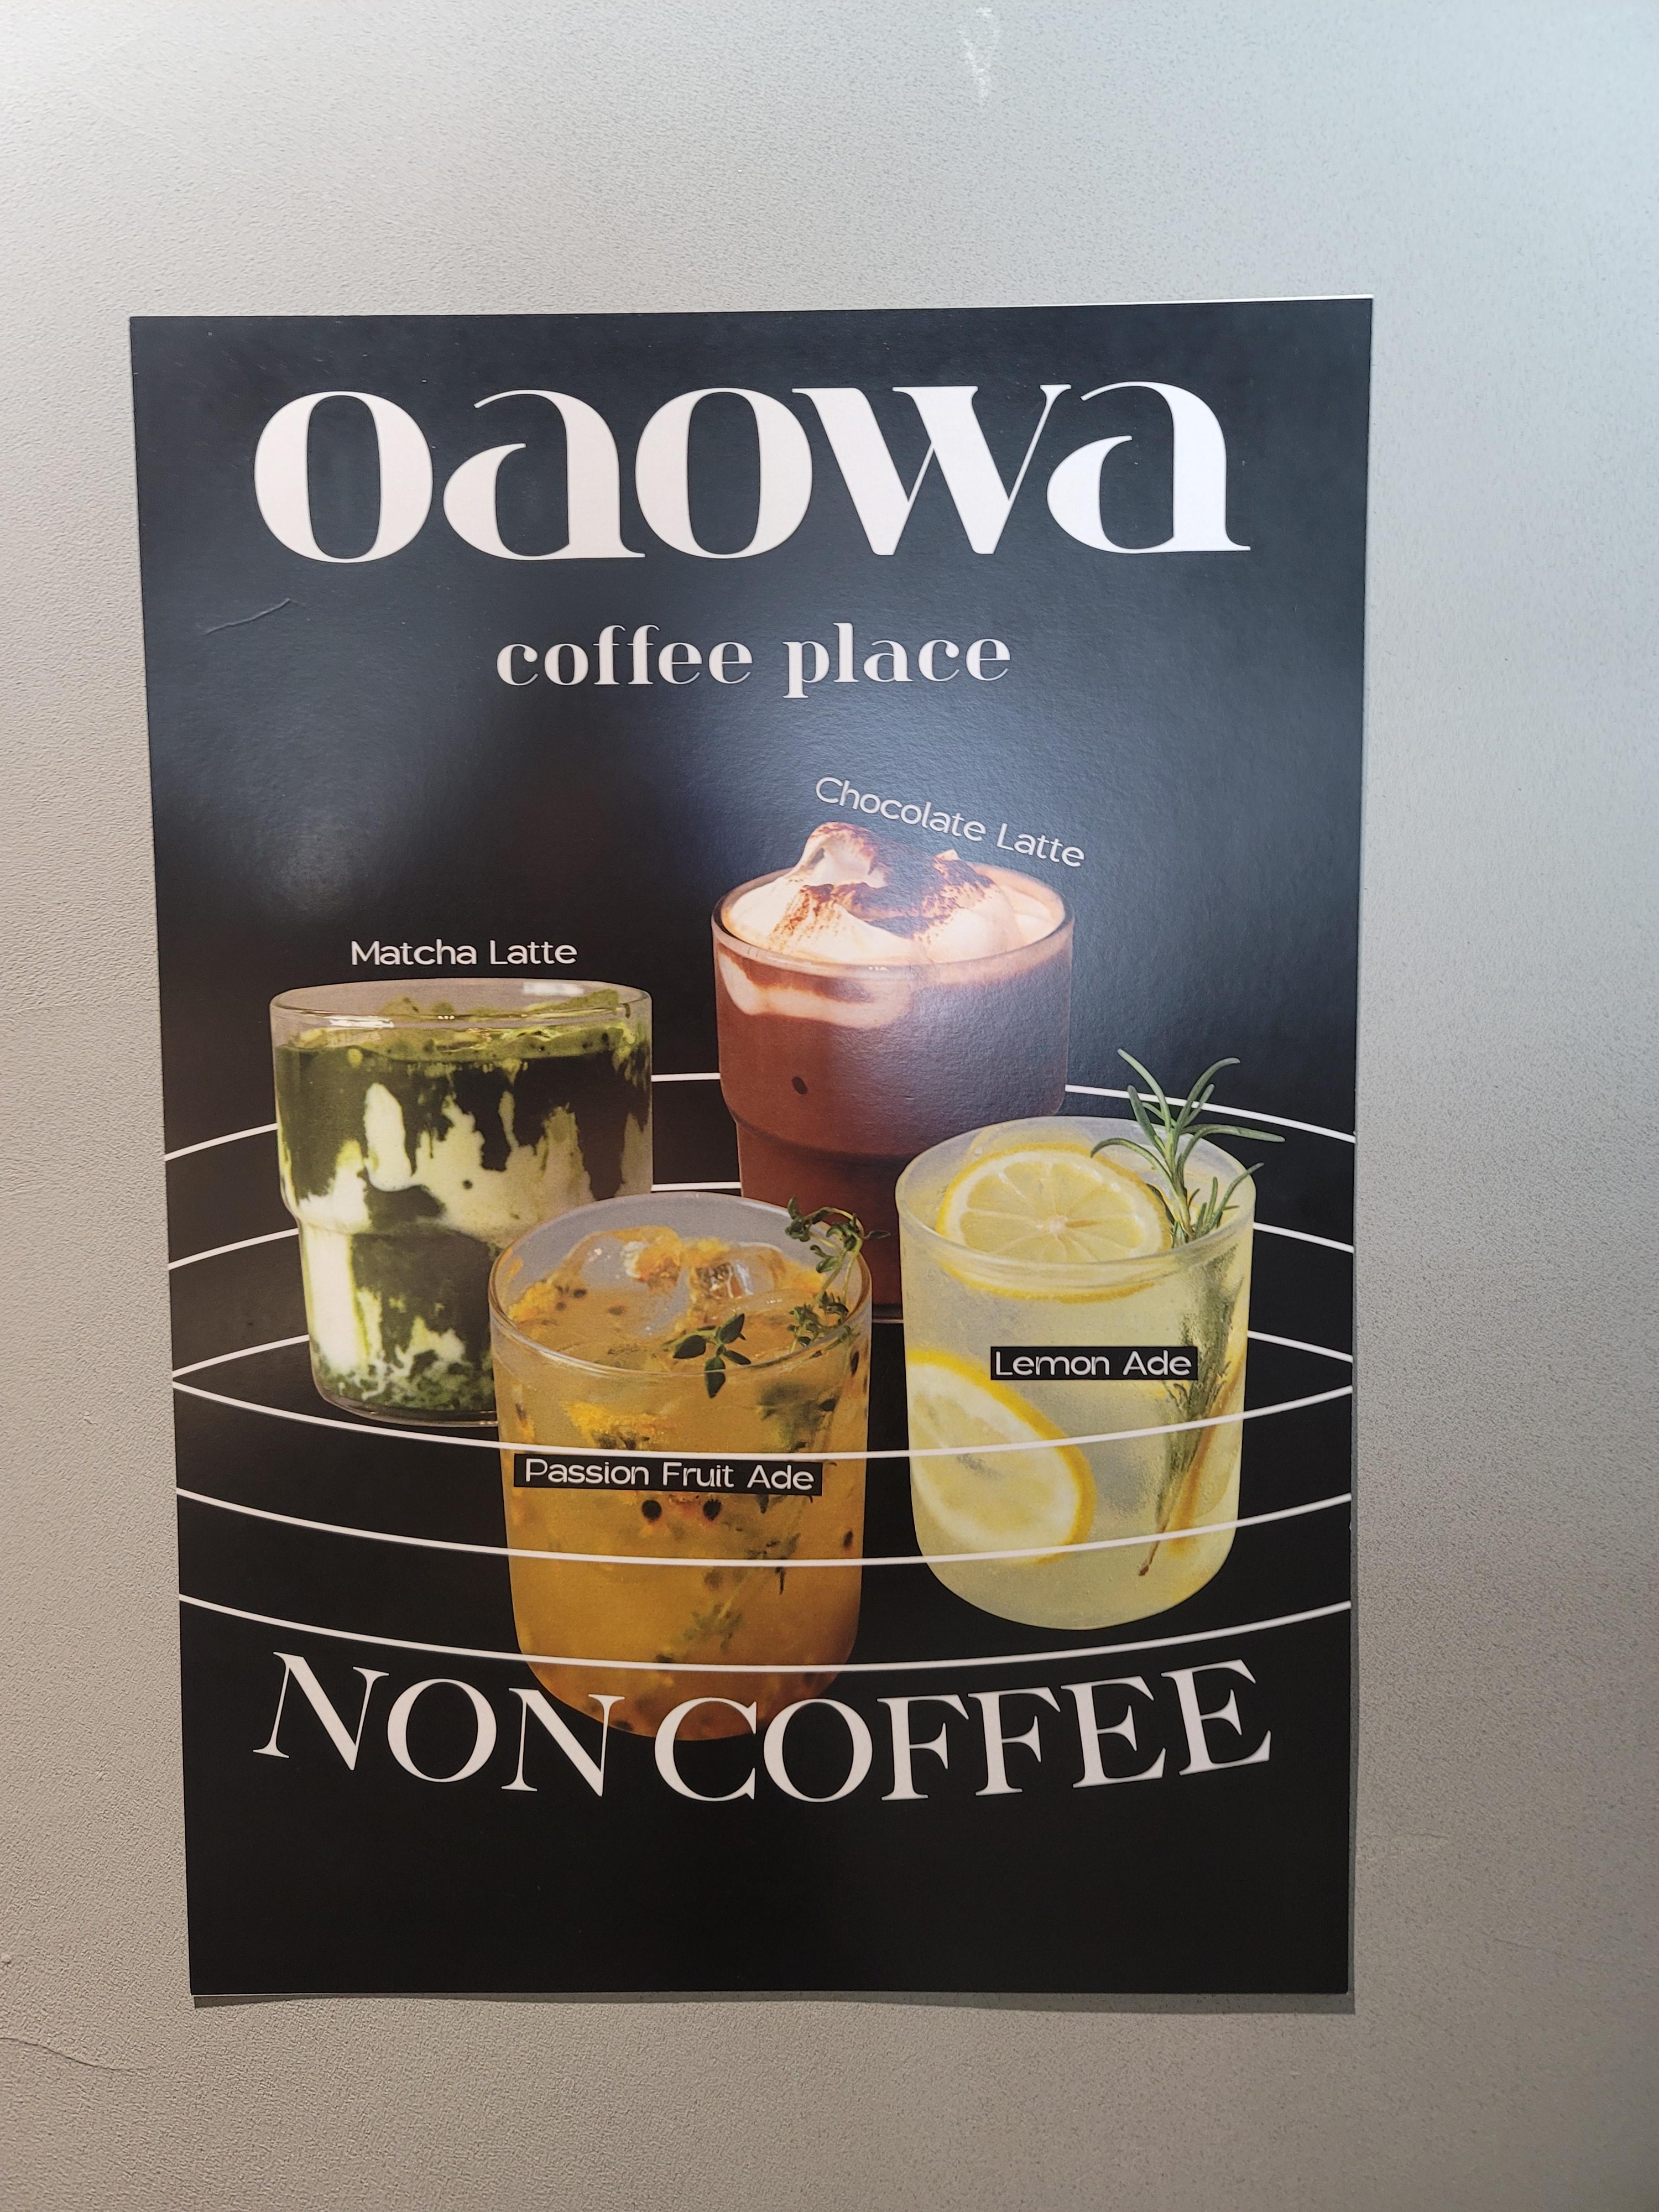 oaowa
coffee place
Chocolate Latte
Matcha Latte
Lemon Ade
Passion Fruit Ade
NON COFFEE